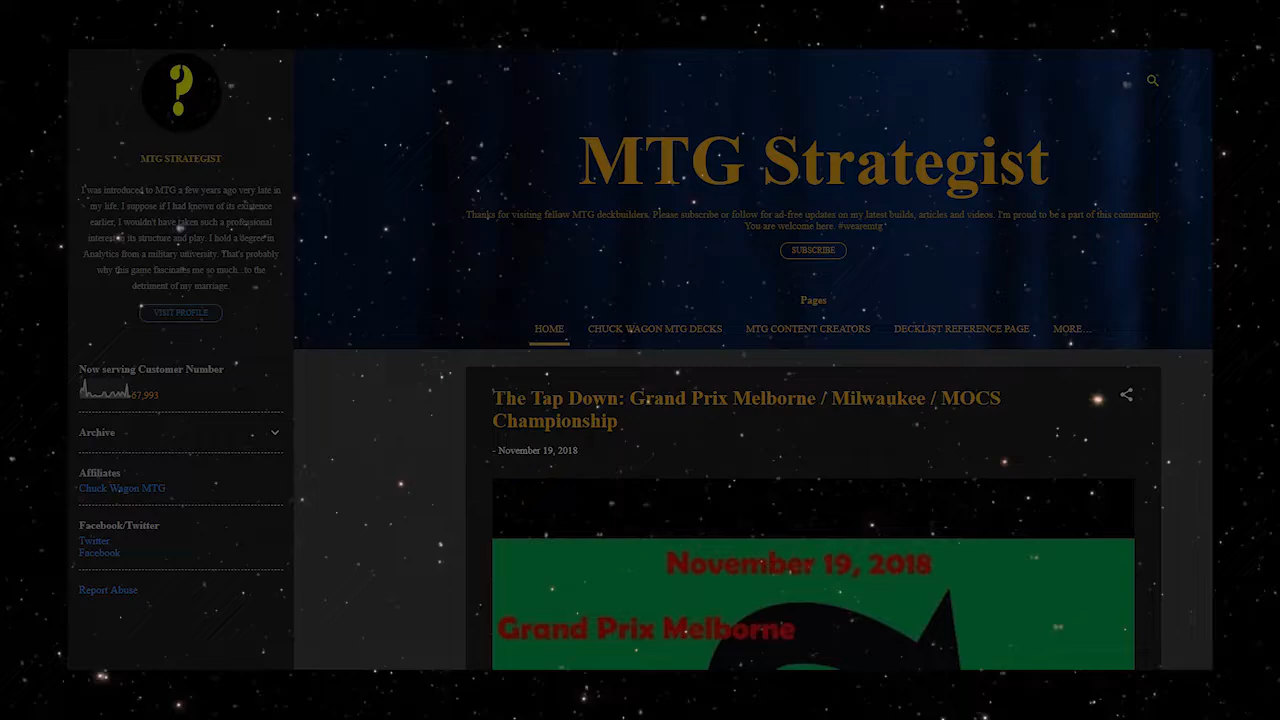 ?
MTG STRATEGIST
I was introduced to MTG a few years ago very late in
my life. I suppose if I had known of its existence
earlier, I wouldn't have taken such a professional
interest in its structure and play. I hold a degree in
Analytics from a military university. That's probably
why this game fascinates me so much...to the
detriment of my marriage.
VISIT PROFILE
Now serving Customer Number
67,993
Archive
Affiliates
Chuck Wagon MTG
Facebook/Twitter
Twitter
Facebook
Report Abuse
MTG Strategist
Thanks for visiting fellow MTG deckbuilders. Please subscribe or follow for ad-free updates on my latest builds, articles and videos. I'm proud to be a part of this community.
You are welcome here. #wearemtg
SUBSCRIBE
Pages
HOME CHUCK WAGON MTG DECKS MTG CONTENT CREATORS DECKLIST REFERENCE PAGE MORE...
The Tap Down: Grand Prix Melborne / Milwaukee / MOCS
Championship
- November 19, 2018
November 19, 2018
Grand Prix Melborne